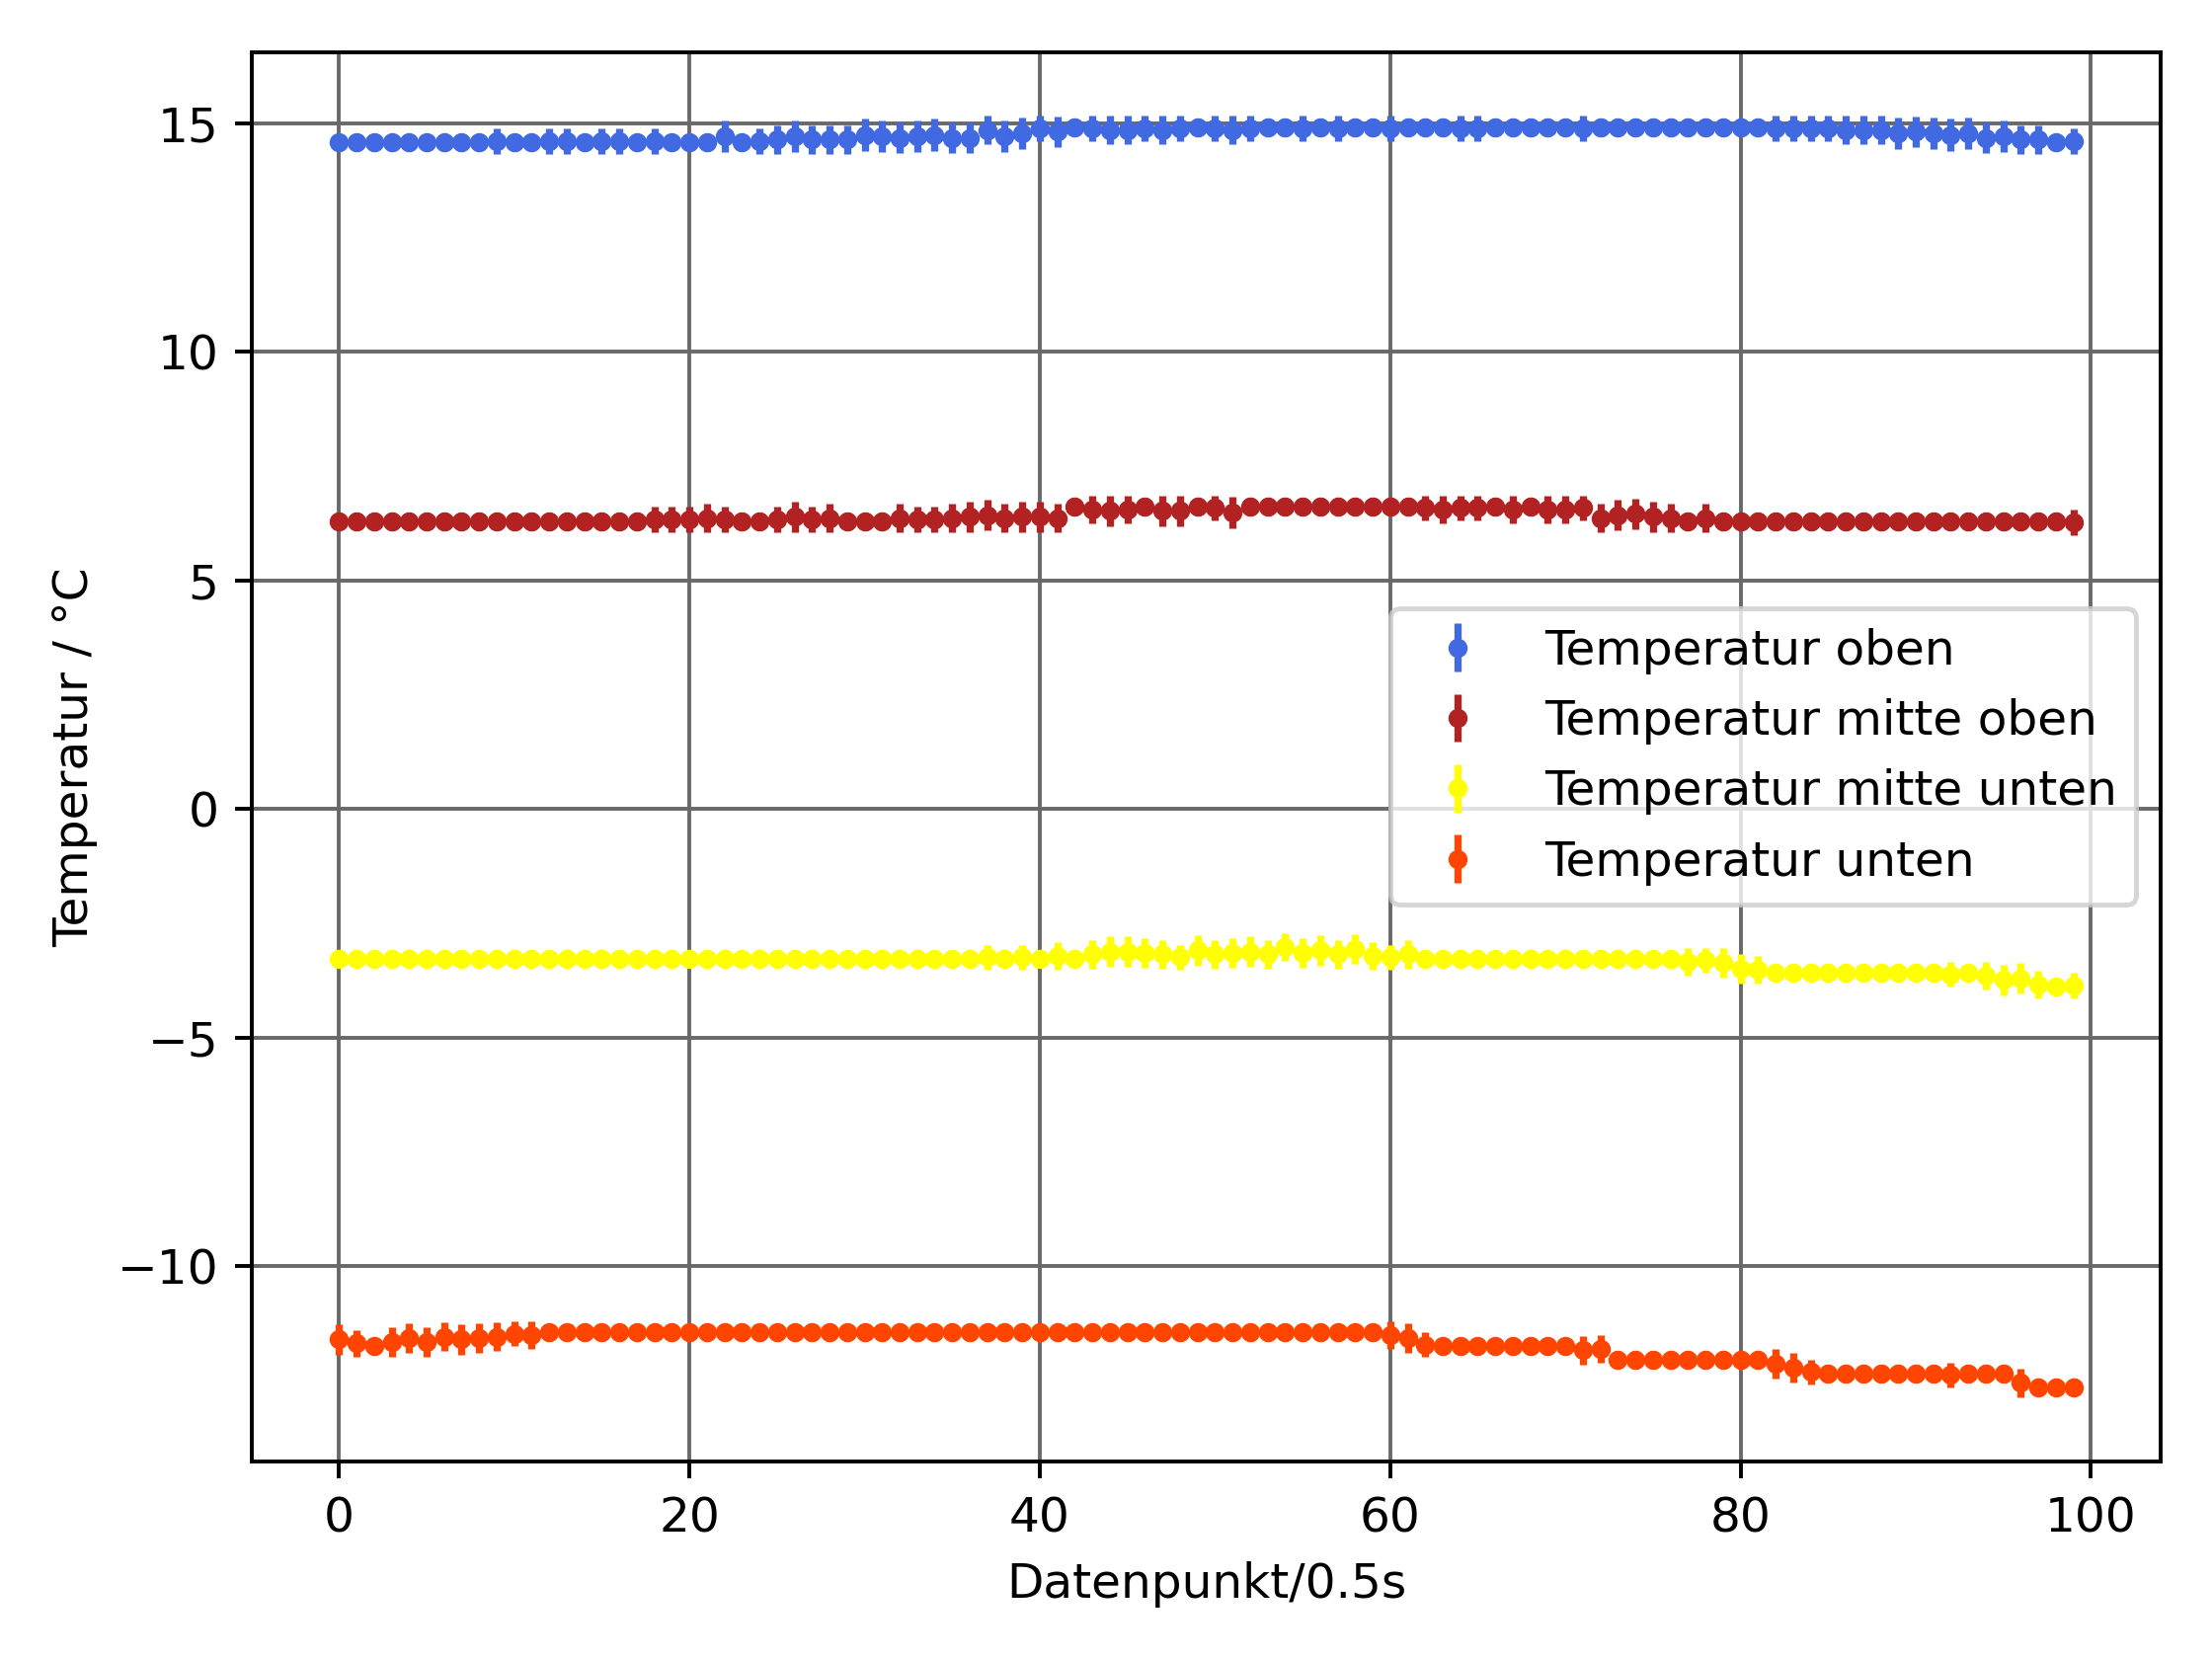 15
10
5
0
−5
−10
Temperatur / °C
Temperatur oben
Temperatur mitte oben
Temperatur mitte unten
Temperatur unten
0 20 40 60 80 100
Datenpunkt/0.5s